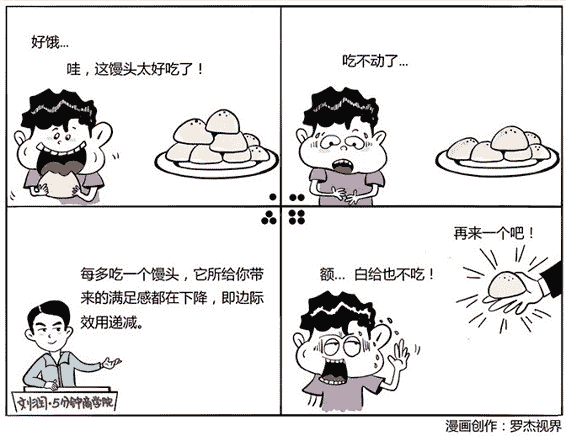 好饿...
哇，这馒头太好吃了！
吃不动了...
每多吃一个馒头，它所给你带
来的满足感都在下降，即边际
效用递减。
刘润·5分钟商学院
再来一个吧！
额... 白给也不吃！
漫画创作：罗杰视界